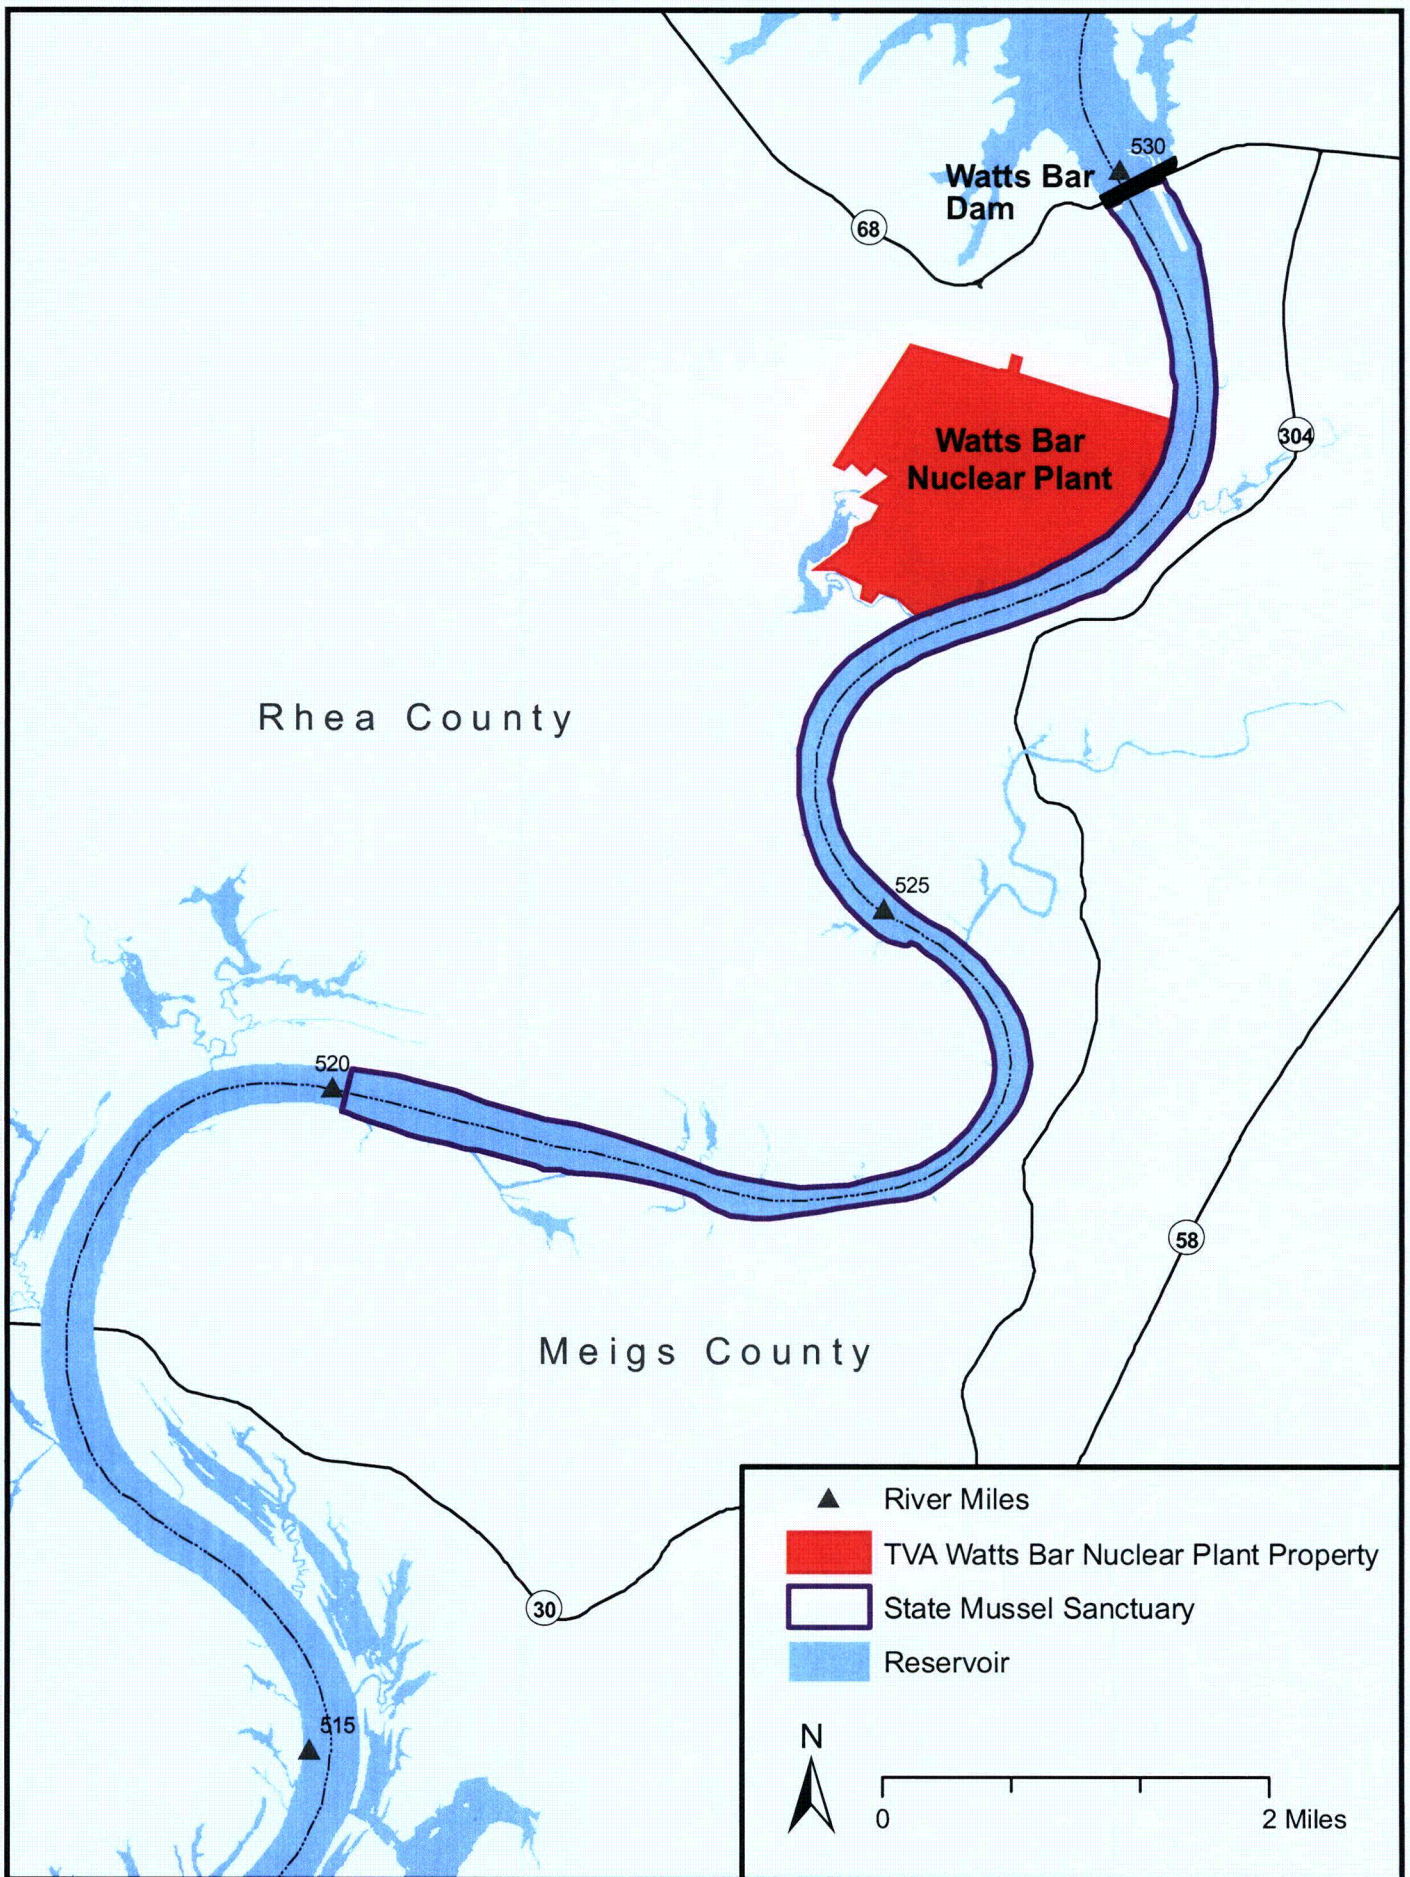 530
Watts Bar
Dam
68
304
Watts Bar
Nuclear Plant
Rhea County
525
520
58
Meigs County
30
515
River Miles
TVA Watts Bar Nuclear Plant Property
State Mussel Sanctuary
Reservoir
N
0 2 Miles